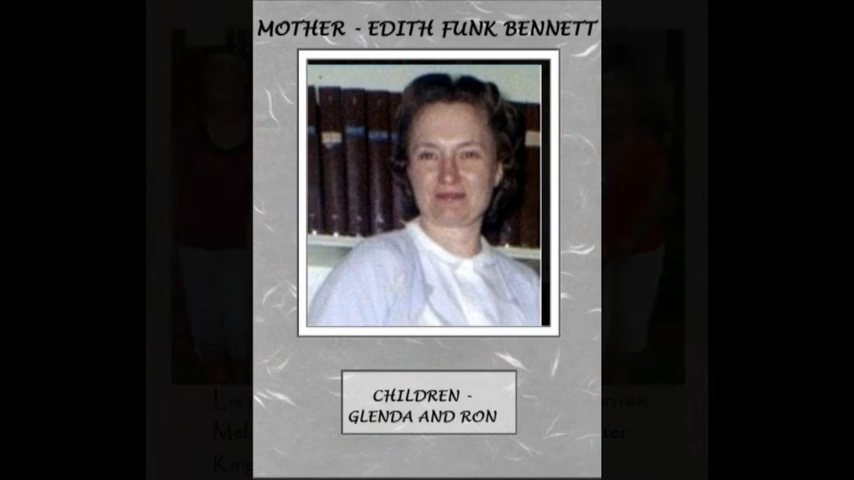 MOTHER - EDITH FUNK BENNETT
CHILDREN -
GLENDA AND RON